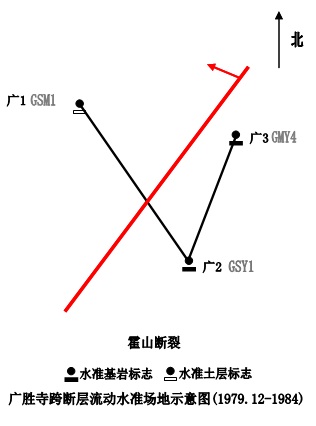 北
广1 GSM1
广3 GMY4
广2 GSY1
霍山断裂
水准基岩标志 水准土层标志
广胜寺跨断层流动水准场地示意图(1979.12-1984)